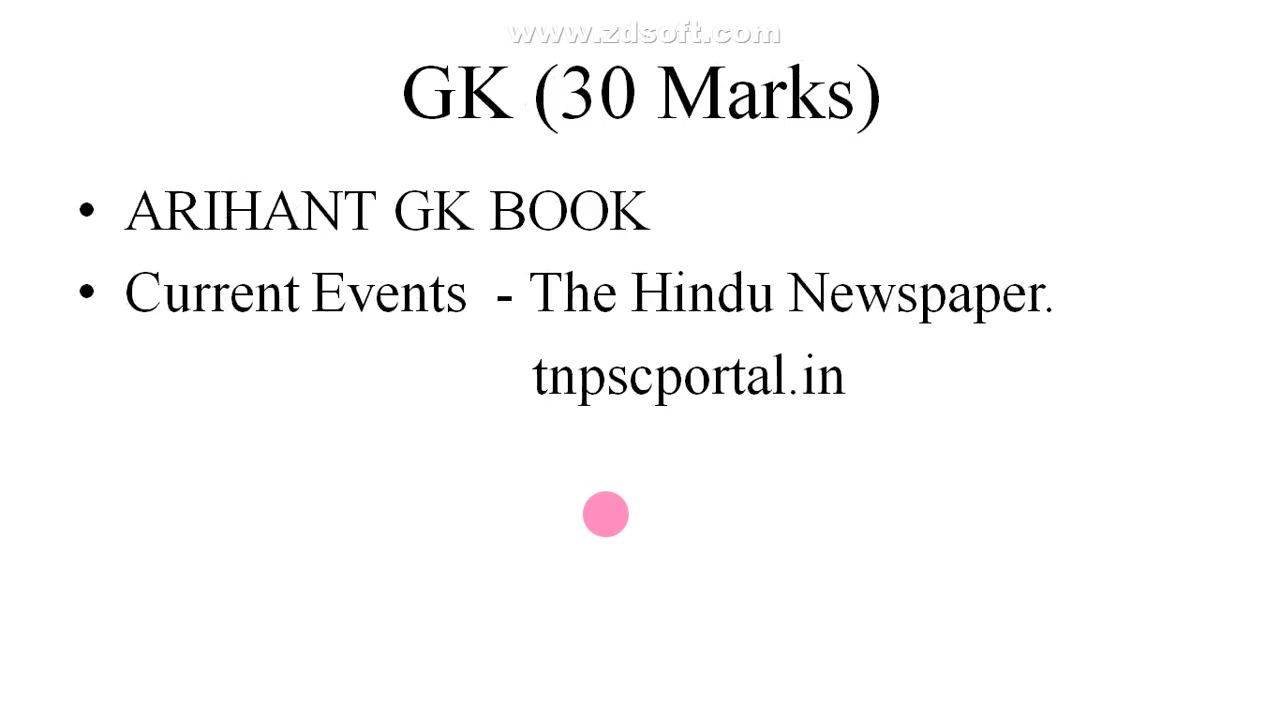 www.zdsoft.com
GK (30 Marks)
• ARIHANT GK BOOK
• Current Events - The Hindu Newspaper.
tnpscportal.in